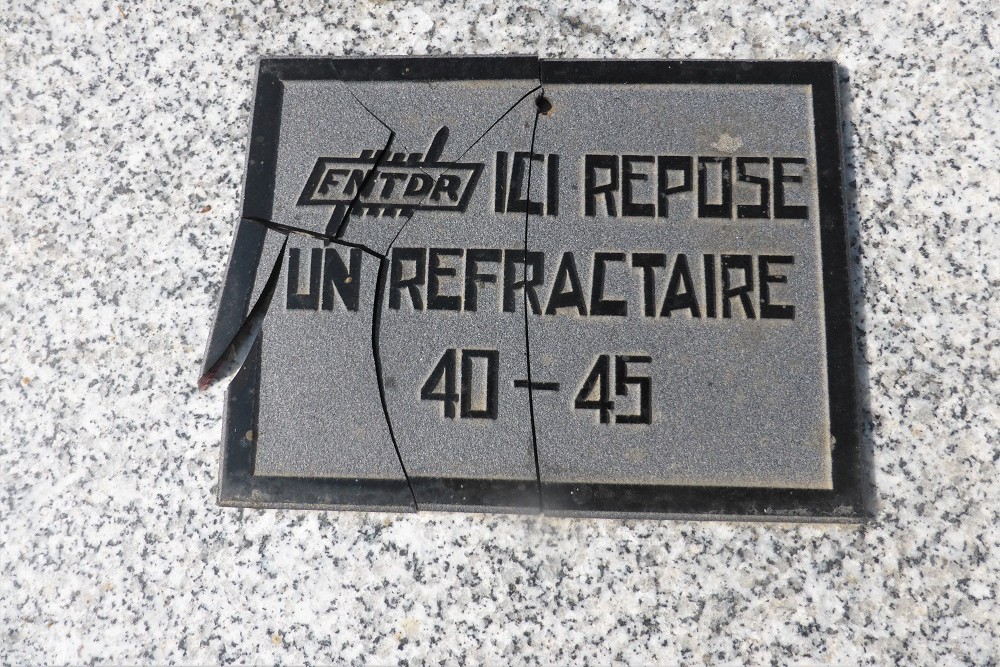 FNTDR ICI REPOSE
UN REFRACTAIRE
40-45